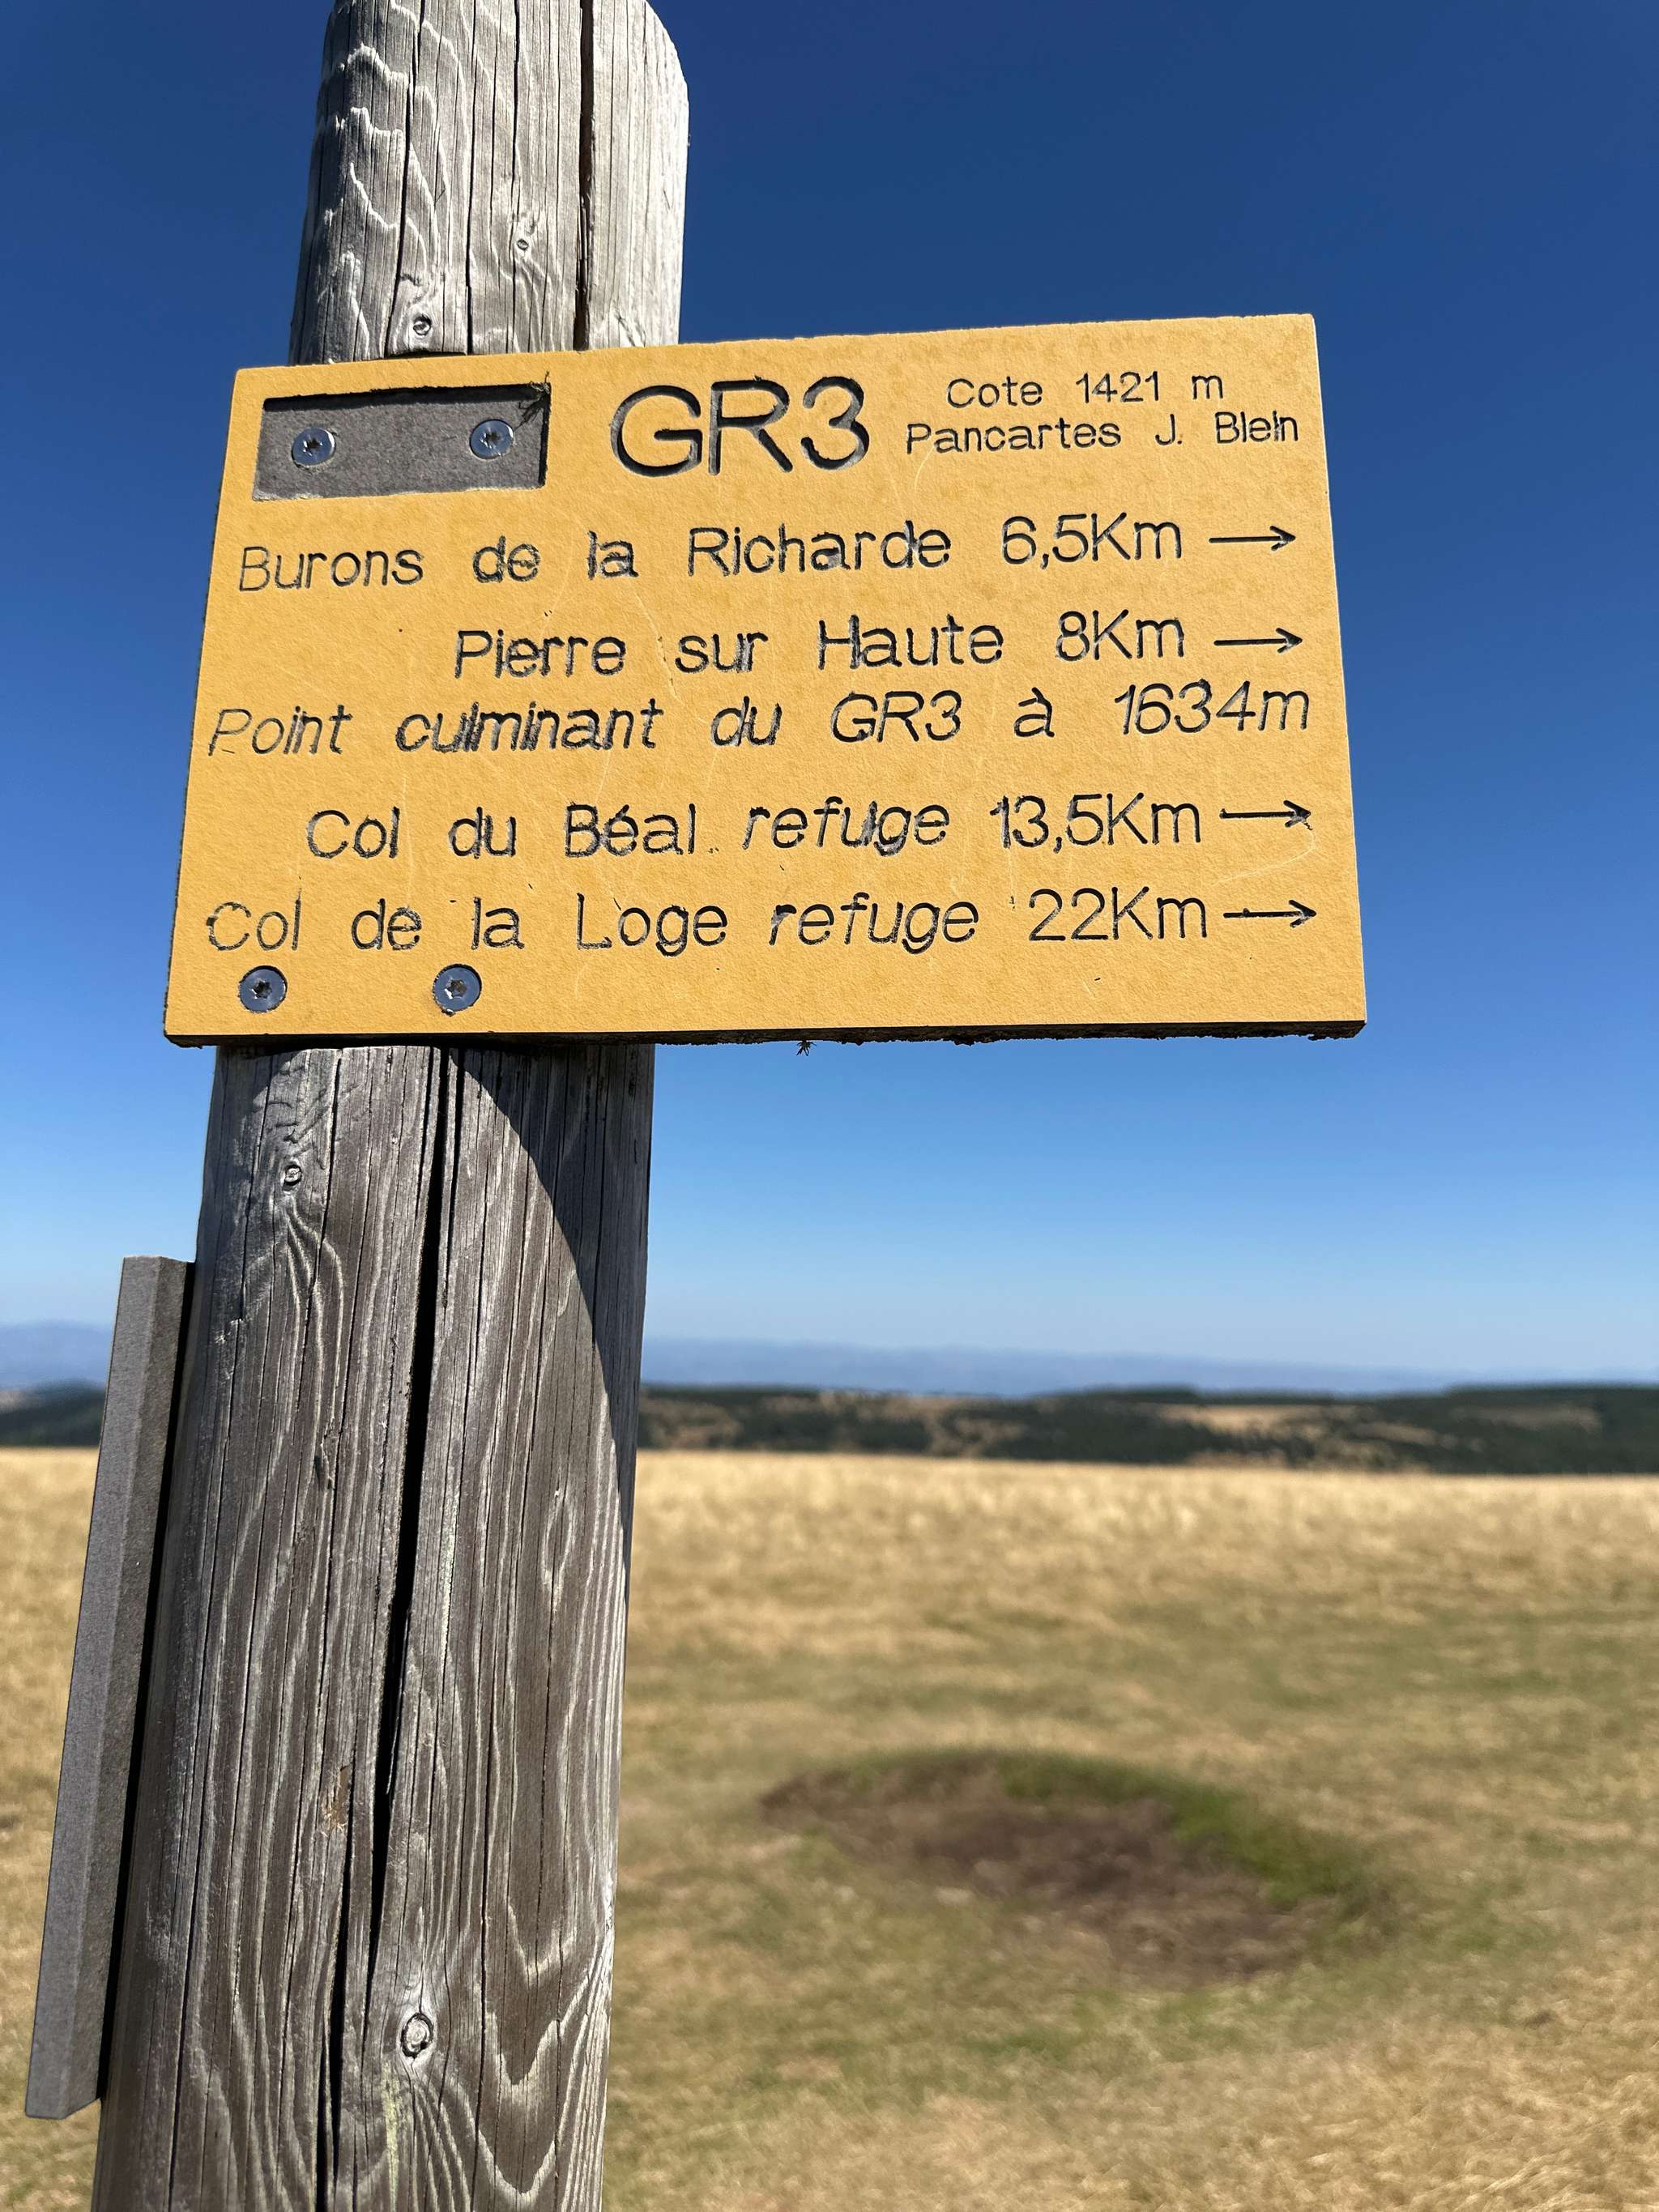 GR3
Cote 1421 m
Pancartes J. Blein
Burons de la Richarde 6,5Km →
Pierre sur Haute 8Km →
Point culminant du GR3 à 1634m
Col du Béal refuge 13,5Km →
Col de la Loge refuge 22Km →